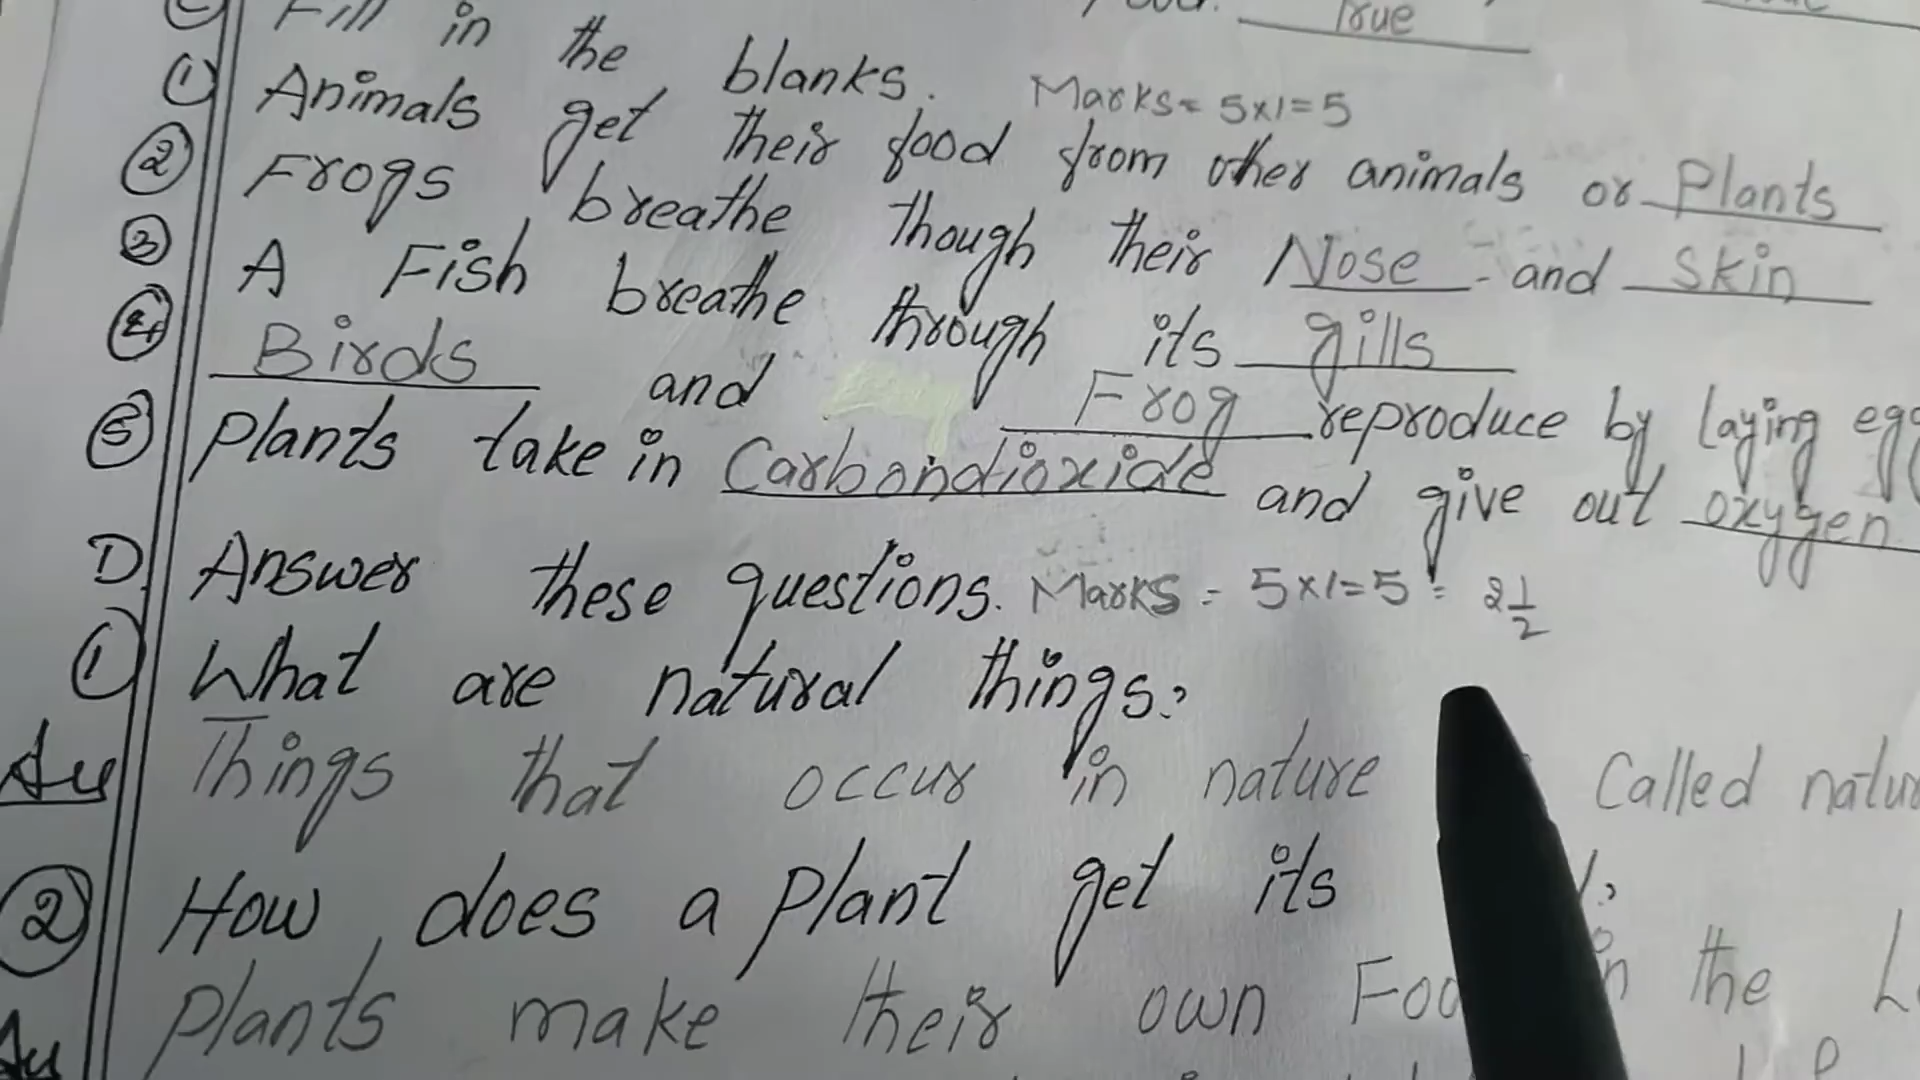 True
C Fill in the blanks. Marks = 5x1=5
① Animals get their food from other animals or Plants
② Frogs breathe though their Nose and Skin
③ A Fish breathe through its gills
④ Birds and Frog reproduce by laying
⑤ Plants take in Carbondioxide and give out oxygen
D. Answer these questions. Marks = 5x1=5 = 2 1/2
① What are natural things?
Things that occur in nature Called
② How does a plant get its
Plants make their own the